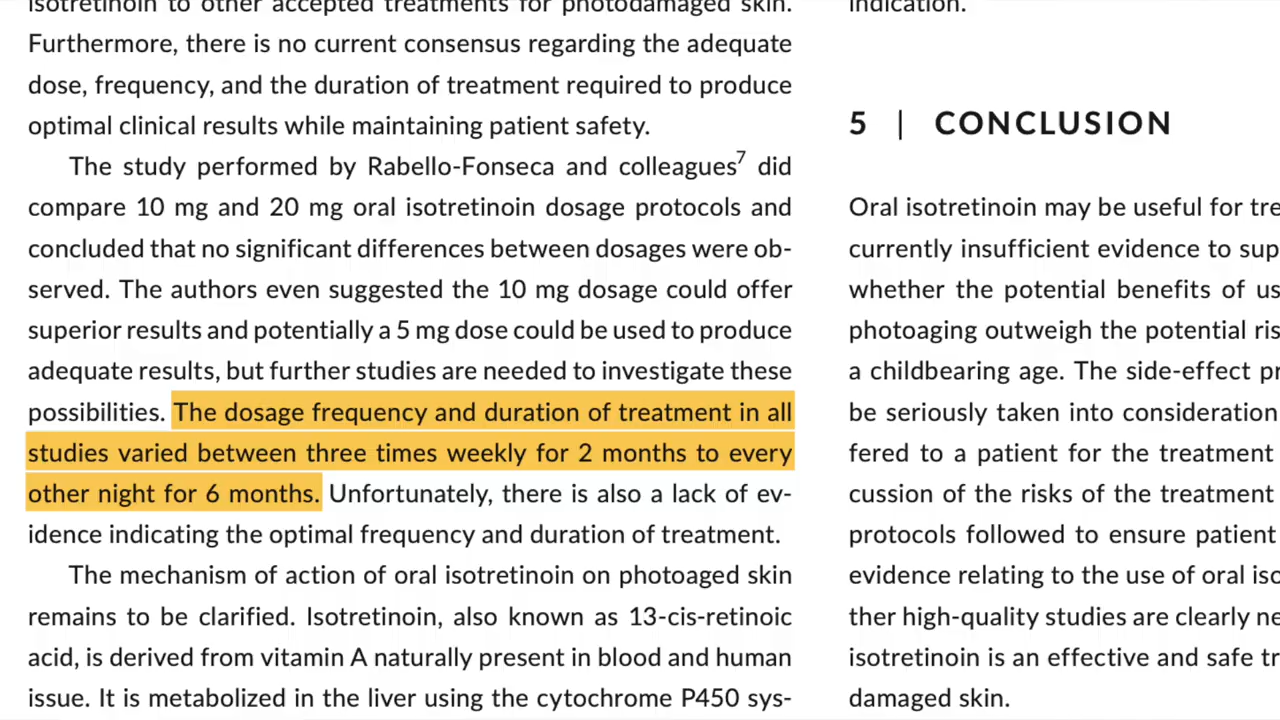 isotretinoin to other accepted treatments for photodamaged skin.
Furthermore, there is no current consensus regarding the adequate
dose, frequency, and the duration of treatment required to produce
optimal clinical results while maintaining patient safety.
The study performed by Rabello-Fonseca and colleagues7 did
compare 10 mg and 20 mg oral isotretinoin dosage protocols and
concluded that no significant differences between dosages were ob-
served. The authors even suggested the 10 mg dosage could offer
superior results and potentially a 5 mg dose could be used to produce
adequate results, but further studies are needed to investigate these
possibilities. The dosage frequency and duration of treatment in all
studies varied between three times weekly for 2 months to every
other night for 6 months. Unfortunately, there is also a lack of ev-
idence indicating the optimal frequency and duration of treatment.
The mechanism of action of oral isotretinoin on photoaged skin
remains to be clarified. Isotretinoin, also known as 13-cis-retinoic
acid, is derived from vitamin A naturally present in blood and human
issue. It is metabolized in the liver using the cytochrome P450 sys-
indication.
5 | CONCLUSION
Oral isotretinoin may be useful for tre
currently insufficient evidence to sup
whether the potential benefits of us
photoaging outweigh the potential ris
a childbearing age. The side-effect pr
be seriously taken into consideration
fered to a patient for the treatment
cussion of the risks of the treatment
protocols followed to ensure patient
evidence relating to the use of oral iso
ther high-quality studies are clearly ne
isotretinoin is an effective and safe tr
damaged skin.